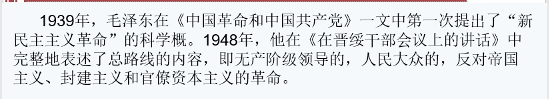 1939年，毛泽东在《中国革命和中国共产党》一文中第一次提出了“新
民主主义革命”的科学概。1948年，他在《在晋绥干部会议上的讲话》中
完整地表述了总路线的内容，即无产阶级领导的，人民大众的，反对帝国
主义、封建主义和官僚资本主义的革命。